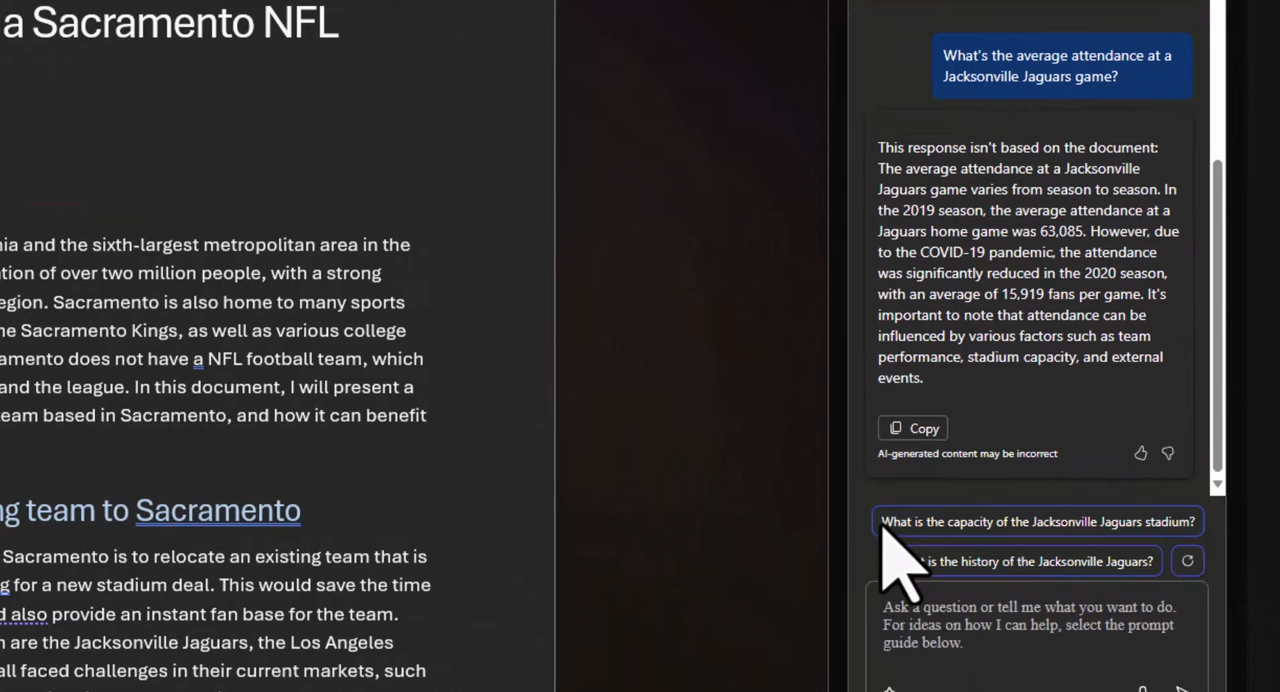 a Sacramento NFL
and the sixth-largest metropolitan area in the
of over two million people, with a strong
Sacramento is also home to many sports
Sacramento Kings, as well as various college
does not have a NFL football team, which
and the league. In this document, I will present a
team based in Sacramento, and how it can benefit
team to Sacramento
Sacramento is to relocate an existing team that is
for a new stadium deal. This would save the time
also provide an instant fan base for the team.
are the Jacksonville Jaguars, the Los Angeles
all faced challenges in their current markets, such
What's the average attendance at a
Jacksonville Jaguars game?
This response isn't based on the document:
The average attendance at a Jacksonville
Jaguars game varies from season to season. In
the 2019 season, the average attendance at a
Jaguars home game was 63,085. However, due
to the COVID-19 pandemic, the attendance
was significantly reduced in the 2020 season,
with an average of 15,919 fans per game. It's
important to note that attendance can be
influenced by various factors such as team
performance, stadium capacity, and external
events.
Copy
AI-generated content may be incorrect
What is the capacity of the Jacksonville Jaguars stadium?
is the history of the Jacksonville Jaguars?
Ask a question or tell me what you want to do.
For ideas on how I can help, select the prompt
guide below.